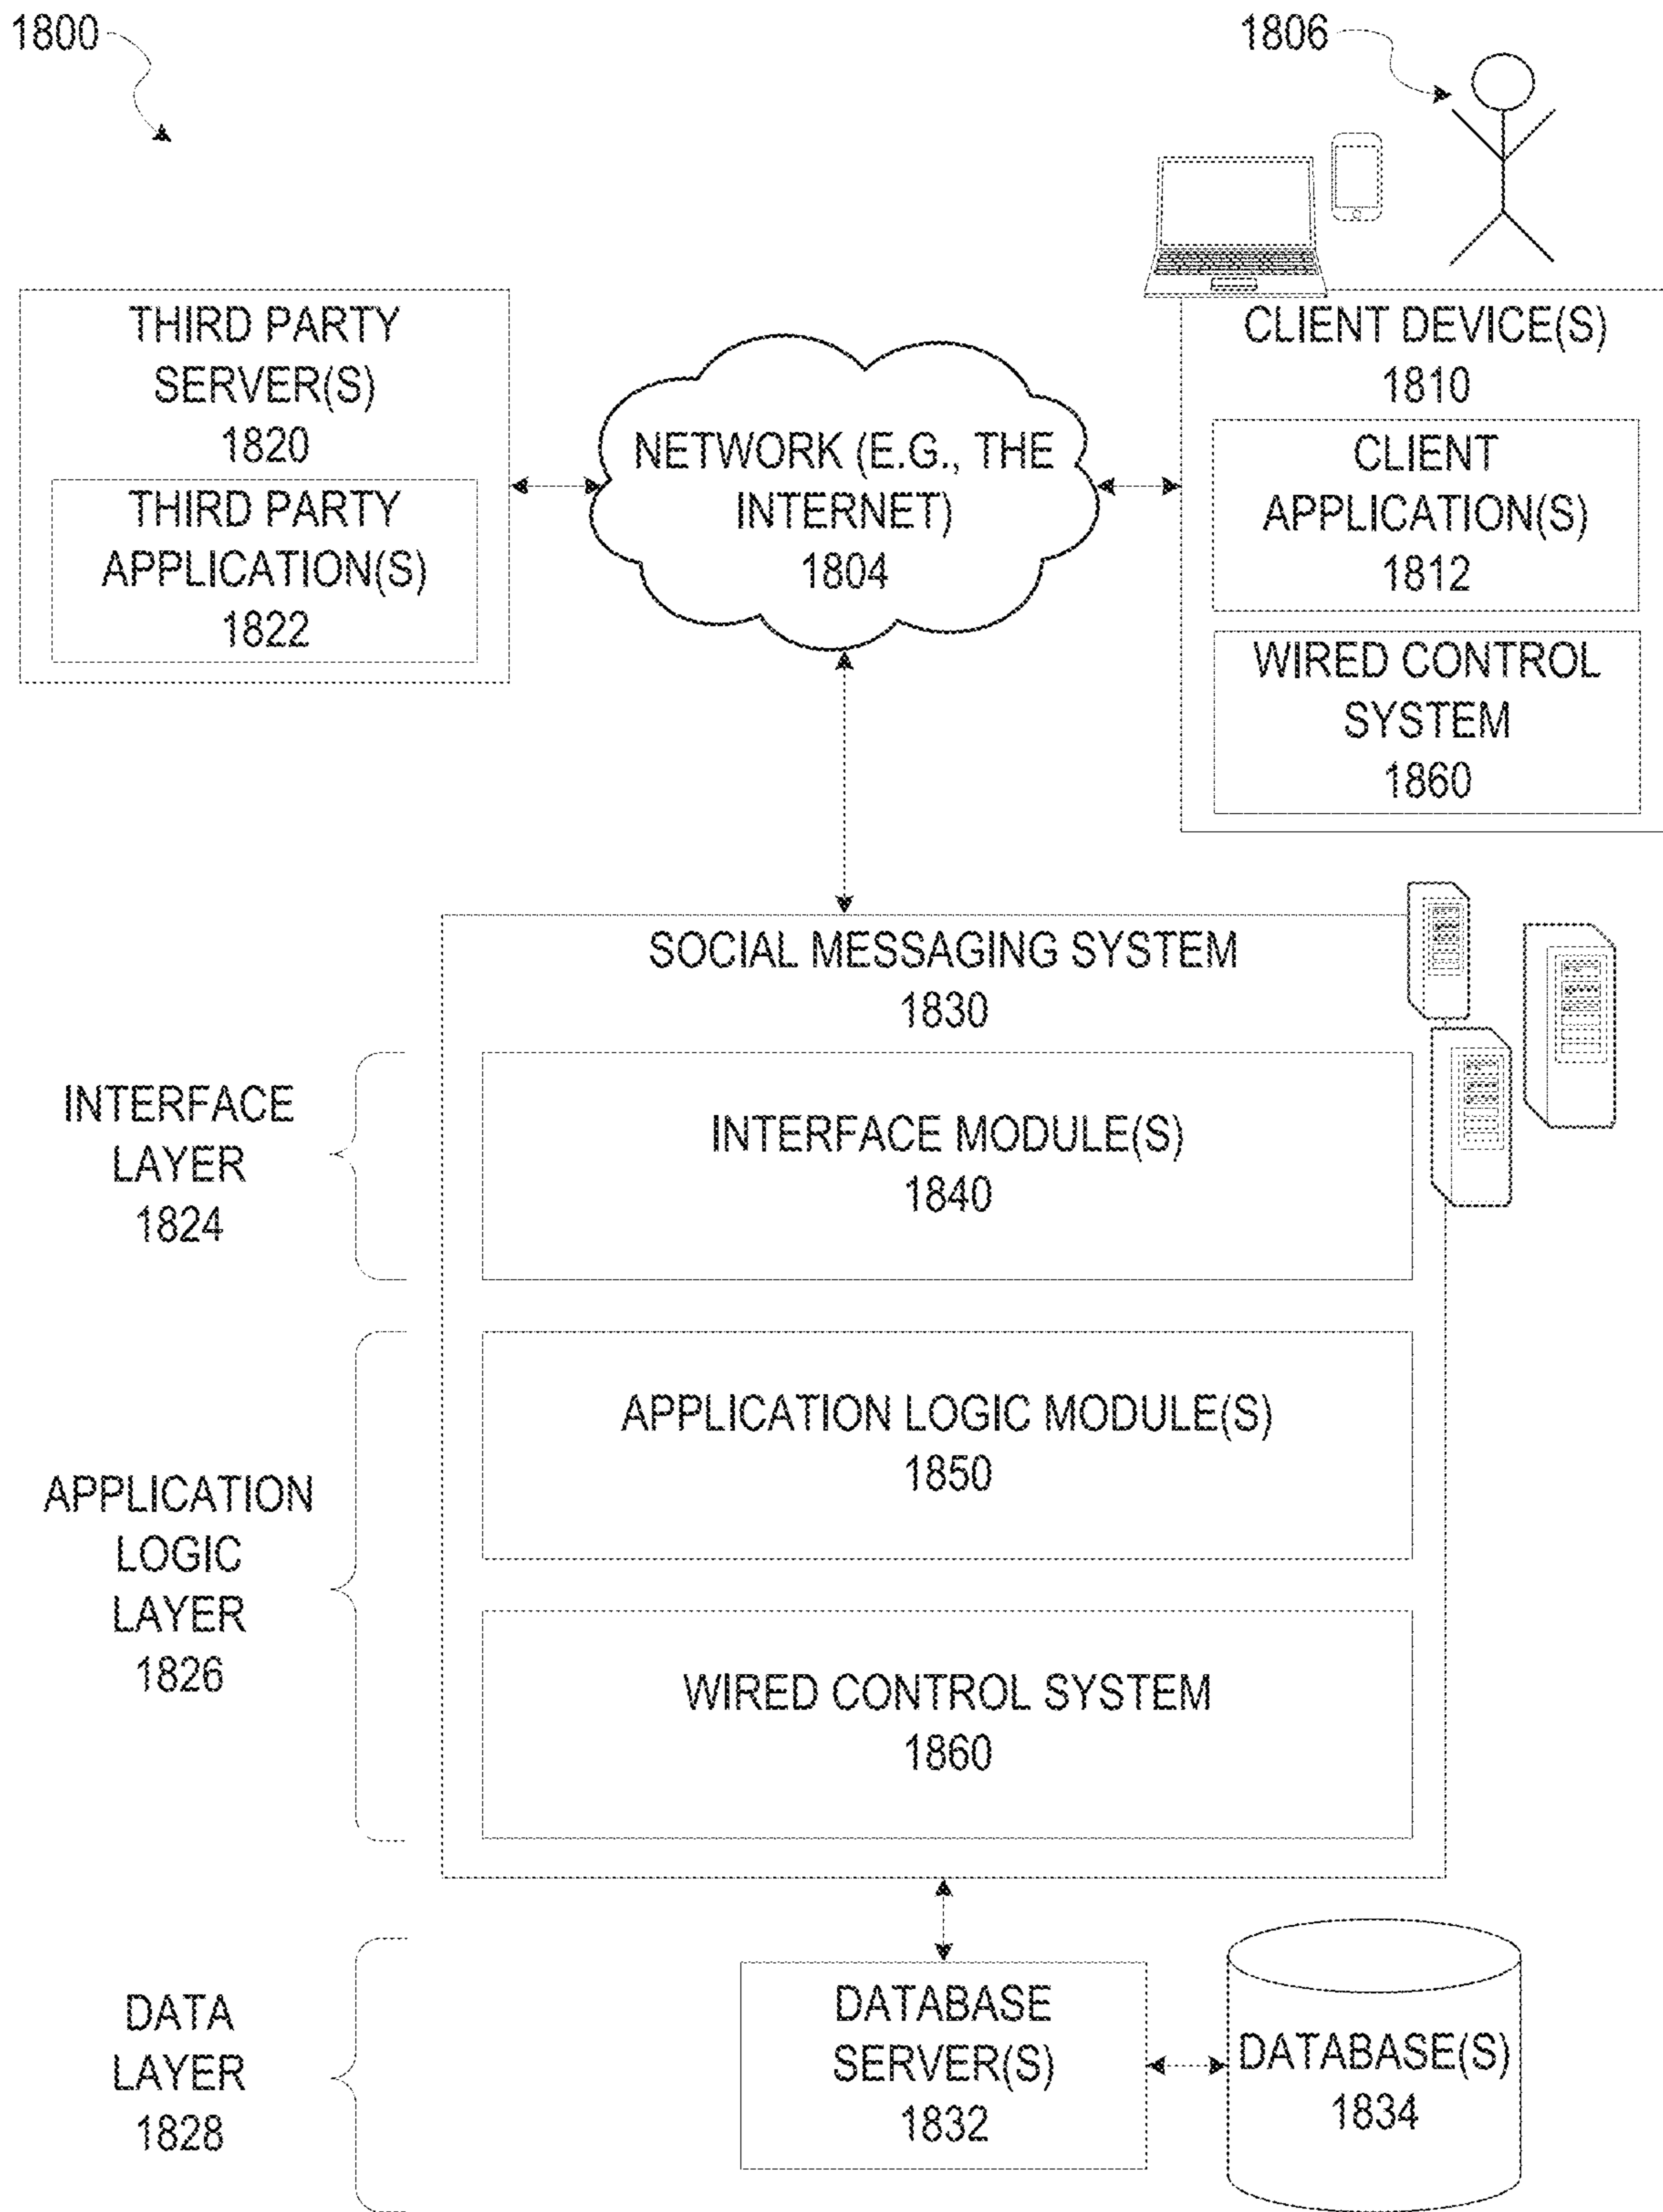 1800
1806
THIRD PARTY
SERVER(S)
1820
THIRD PARTY
APPLICATION(S)
1822
NETWORK (E.G., THE
INTERNET)
1804
CLIENT DEVICE(S)
1810
CLIENT
APPLICATION(S)
1812
WIRED CONTROL
SYSTEM
1860
SOCIAL MESSAGING SYSTEM
1830
INTERFACE
LAYER
1824
INTERFACE MODULE(S)
1840
APPLICATION
LOGIC
LAYER
1826
APPLICATION LOGIC MODULE(S)
1850
WIRED CONTROL SYSTEM
1860
DATA
LAYER
1828
DATABASE
SERVER(S)
1832
DATABASE(S)
1834